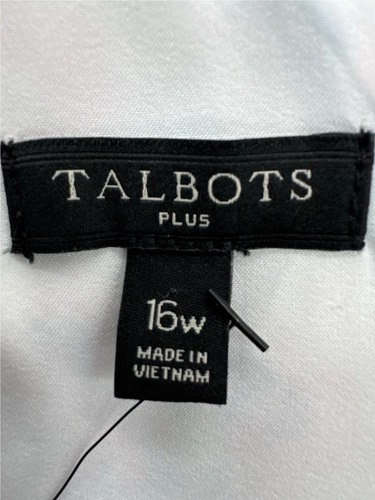 TALBOTS
PLUS
16W
MADE IN
VIETNAM